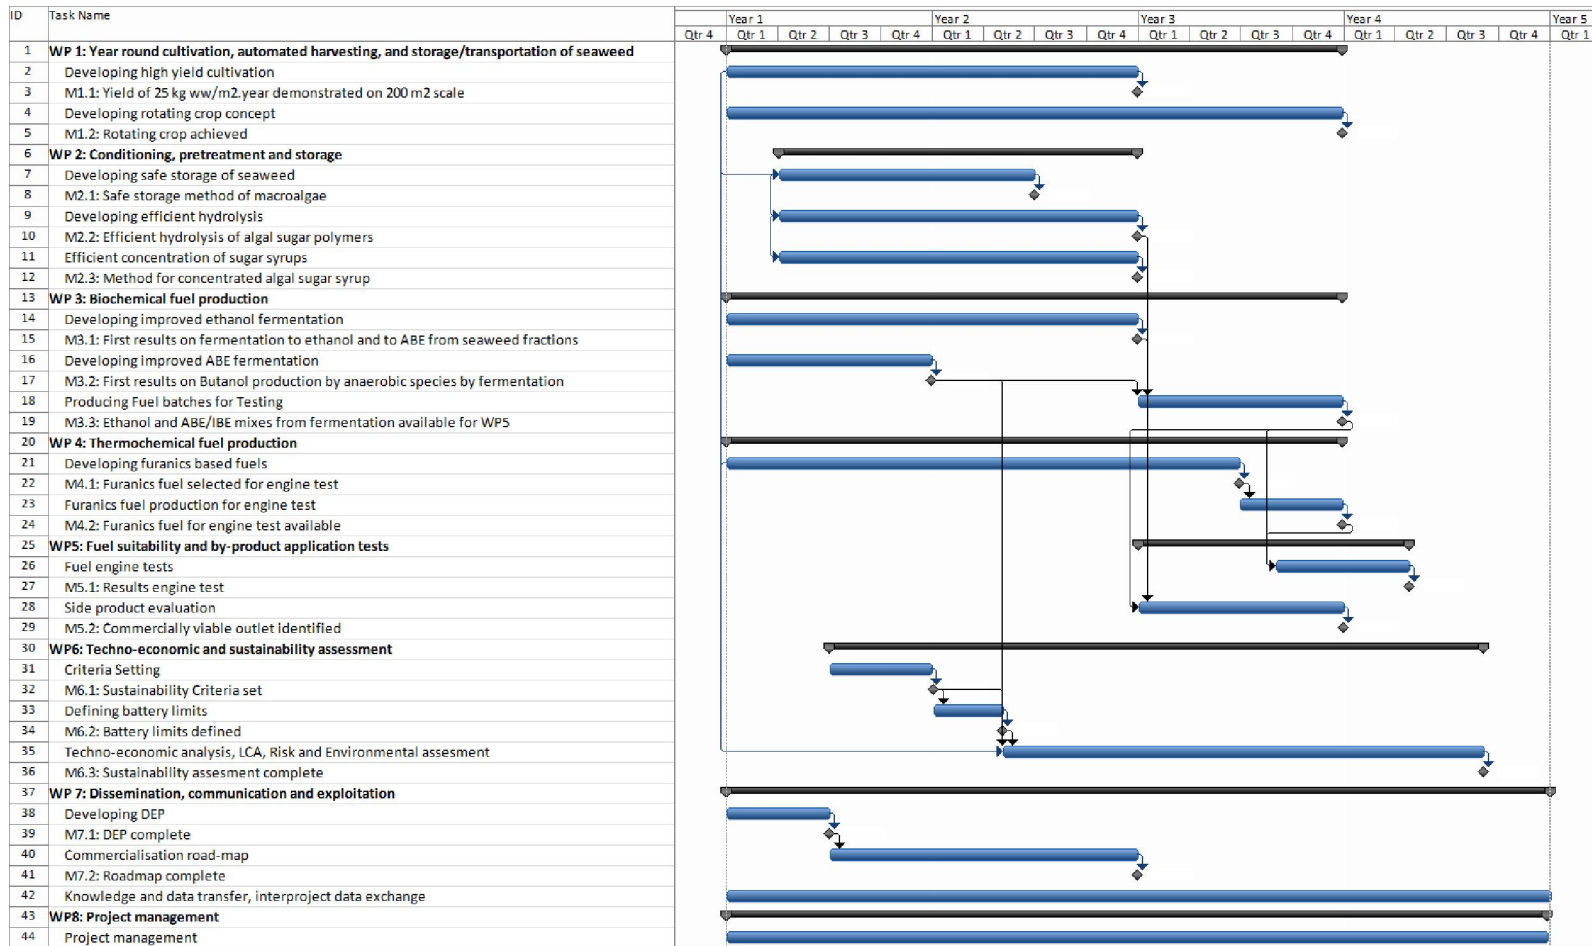 ID Task Name
Year 1 Year 2 Year 3 Year 4 Year 5
Qtr 4 Qtr 1 Qtr 2 Qtr 3 Qtr 4 Qtr 1 Qtr 2 Qtr 3 Qtr 4 Qtr 1 Qtr 2 Qtr 3 Qtr 4 Qtr 1 Qtr 2 Qtr 3 Qtr 4 Qtr 1
1 WP 1: Year round cultivation, automated harvesting, and storage/transportation of seaweed
2 Developing high yield cultivation
3 M1.1: Yield of 25 kg ww/m2.year demonstrated on 200 m2 scale
4 Developing rotating crop concept
5 M1.2: Rotating crop achieved
6 WP 2: Conditioning, pretreatment and storage
7 Developing safe storage of seaweed
8 M2.1: Safe storage method of macroalgae
9 Developing efficient hydrolysis
10 M2.2: Efficient hydrolysis of algal sugar polymers
11 Efficient concentration of sugar syrups
12 M2.3: Method for concentrated algal sugar syrup
13 WP 3: Biochemical fuel production
14 Developing improved ethanol fermentation
15 M3.1: First results on fermentation to ethanol and to ABE from seaweed fractions
16 Developing improved ABE fermentation
17 M3.2: First results on Butanol production by anaerobic species by fermentation
18 Producing Fuel batches for Testing
19 M3.3: Ethanol and ABE/IBE mixes from fermentation available for WP5
20 WP 4: Thermochemical fuel production
21 Developing furanics based fuels
22 M4.1: Furanics fuel selected for engine test
23 Furanics fuel production for engine test
24 M4.2: Furanics fuel for engine test available
25 WP5: Fuel suitability and by-product application tests
26 Fuel engine tests
27 M5.1: Results engine test
28 Side product evaluation
29 M5.2: Commercially viable outlet identified
30 WP6: Techno-economic and sustainability assessment
31 Criteria Setting
32 M6.1: Sustainability Criteria set
33 Defining battery limits
34 M6.2: Battery limits defined
35 Techno-economic analysis, LCA, Risk and Environmental assesment
36 M6.3: Sustainability assesment complete
37 WP 7: Dissemination, communication and exploitation
38 Developing DEP
39 M7.1: DEP complete
40 Commercialisation road-map
41 M7.2: Roadmap complete
42 Knowledge and data transfer, interproject data exchange
43 WP8: Project management
44 Project management